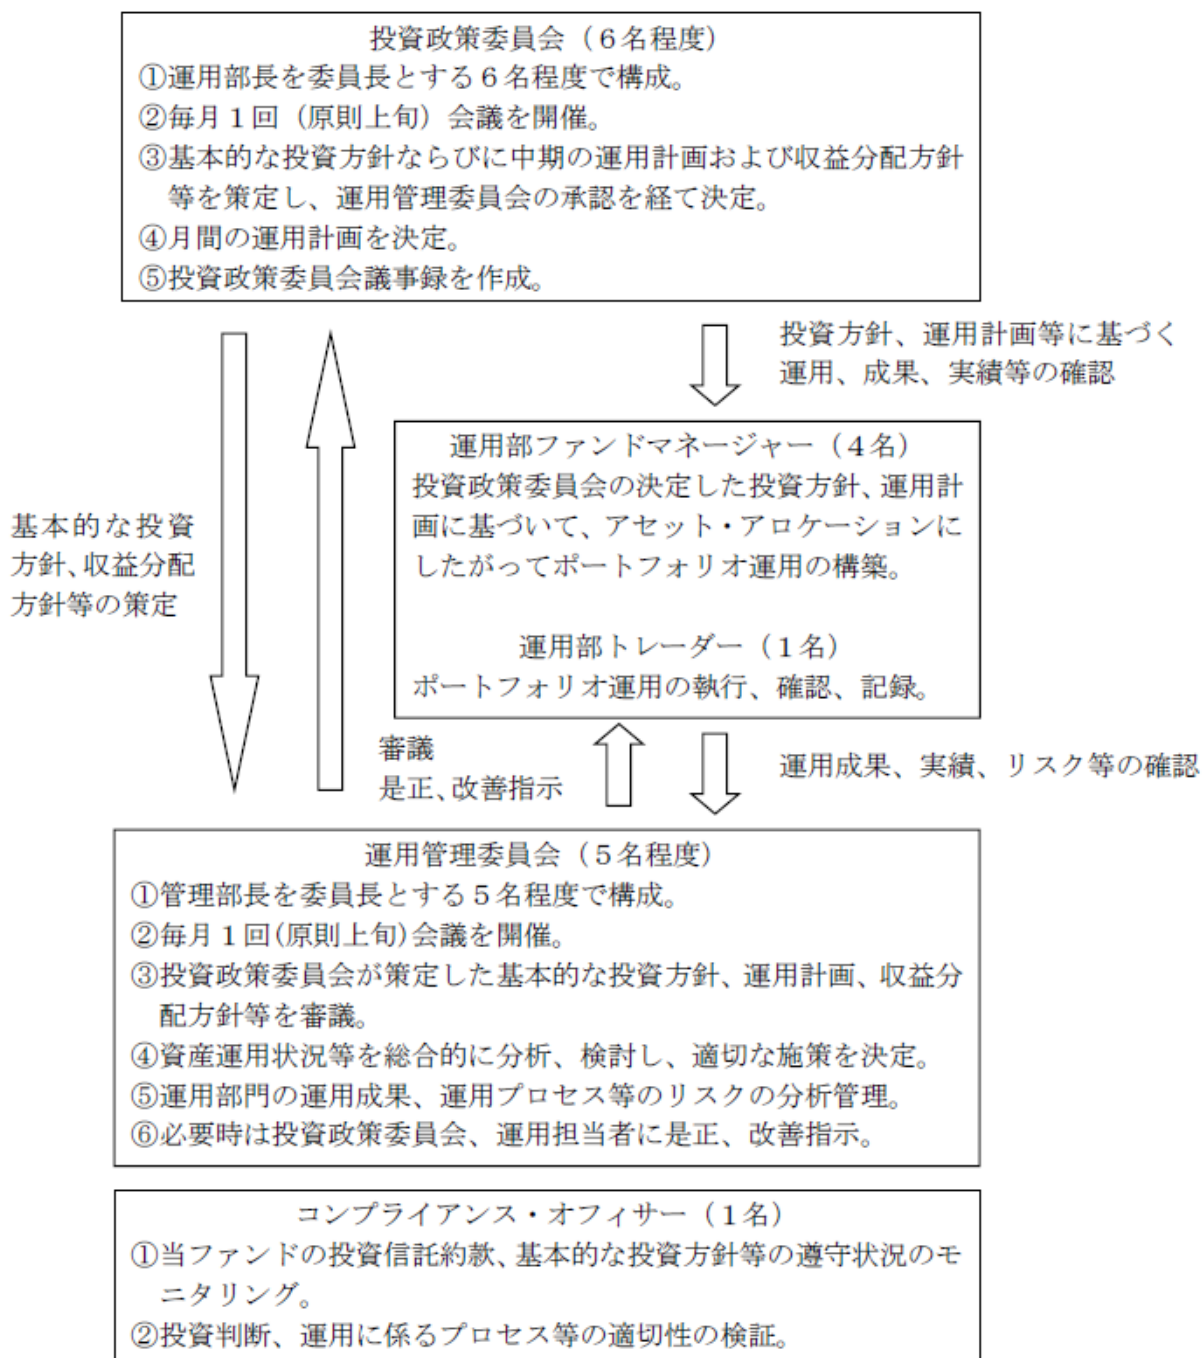 投資政策委員会（６名程度）
①運用部長を委員長とする６名程度で構成。
②毎月１回（原則上旬）会議を開催。
③基本的な投資方針ならびに中期の運用計画および収益分配方針
等を策定し、運用管理委員会の承認を経て決定。
④月間の運用計画を決定。
⑤投資政策委員会議事録を作成。
投資方針、運用計画等に基づく
運用、成果、実績等の確認
運用部ファンドマネージャー（４名）
投資政策委員会の決定した投資方針、運用計
画に基づいて、アセット・アロケーションに
したがってポートフォリオ運用の構築。
運用部トレーダー（１名）
ポートフォリオ運用の執行、確認、記録。
基本的な投資
方針、収益分配
方針等の策定
審議
是正、改善指示
運用成果、実績、リスク等の確認
運用管理委員会（５名程度）
①管理部長を委員長とする５名程度で構成。
②毎月１回(原則上旬)会議を開催。
③投資政策委員会が策定した基本的な投資方針、運用計画、収益分
配方針等を審議。
④資産運用状況等を総合的に分析、検討し、適切な施策を決定。
⑤運用部門の運用成果、運用プロセス等のリスクの分析管理。
⑥必要時は投資政策委員会、運用担当者に是正、改善指示。
コンプライアンス・オフィサー（１名）
①当ファンドの投資信託約款、基本的な投資方針等の遵守状況のモ
ニタリング。
②投資判断、運用に係るプロセス等の適切性の検証。